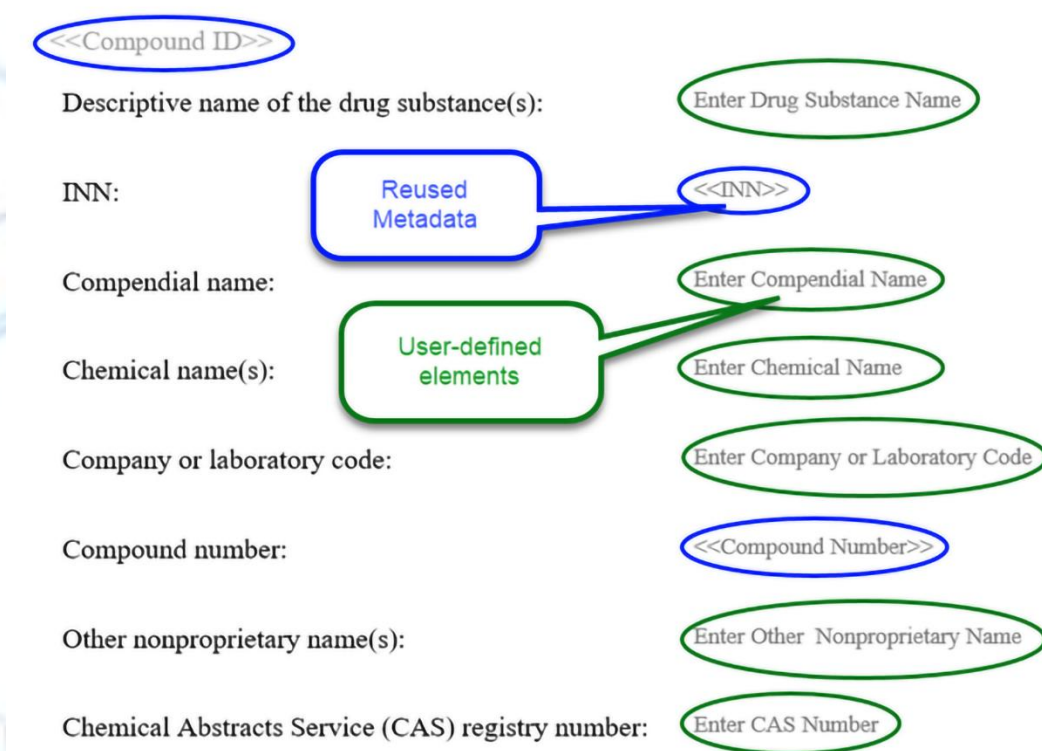 <<Compound ID>>
Descriptive name of the drug substance(s):
Enter Drug Substance Name
INN:
Reused
Metadata
<<INN>>
Compendial name:
Enter Compendial Name
User-defined
elements
Chemical name(s):
Enter Chemical Name
Company or laboratory code:
Enter Company or Laboratory Code
Compound number:
<<Compound Number>>
Other nonproprietary name(s):
Enter Other  Nonproprietary Name
Chemical Abstracts Service (CAS) registry number:
Enter CAS Number